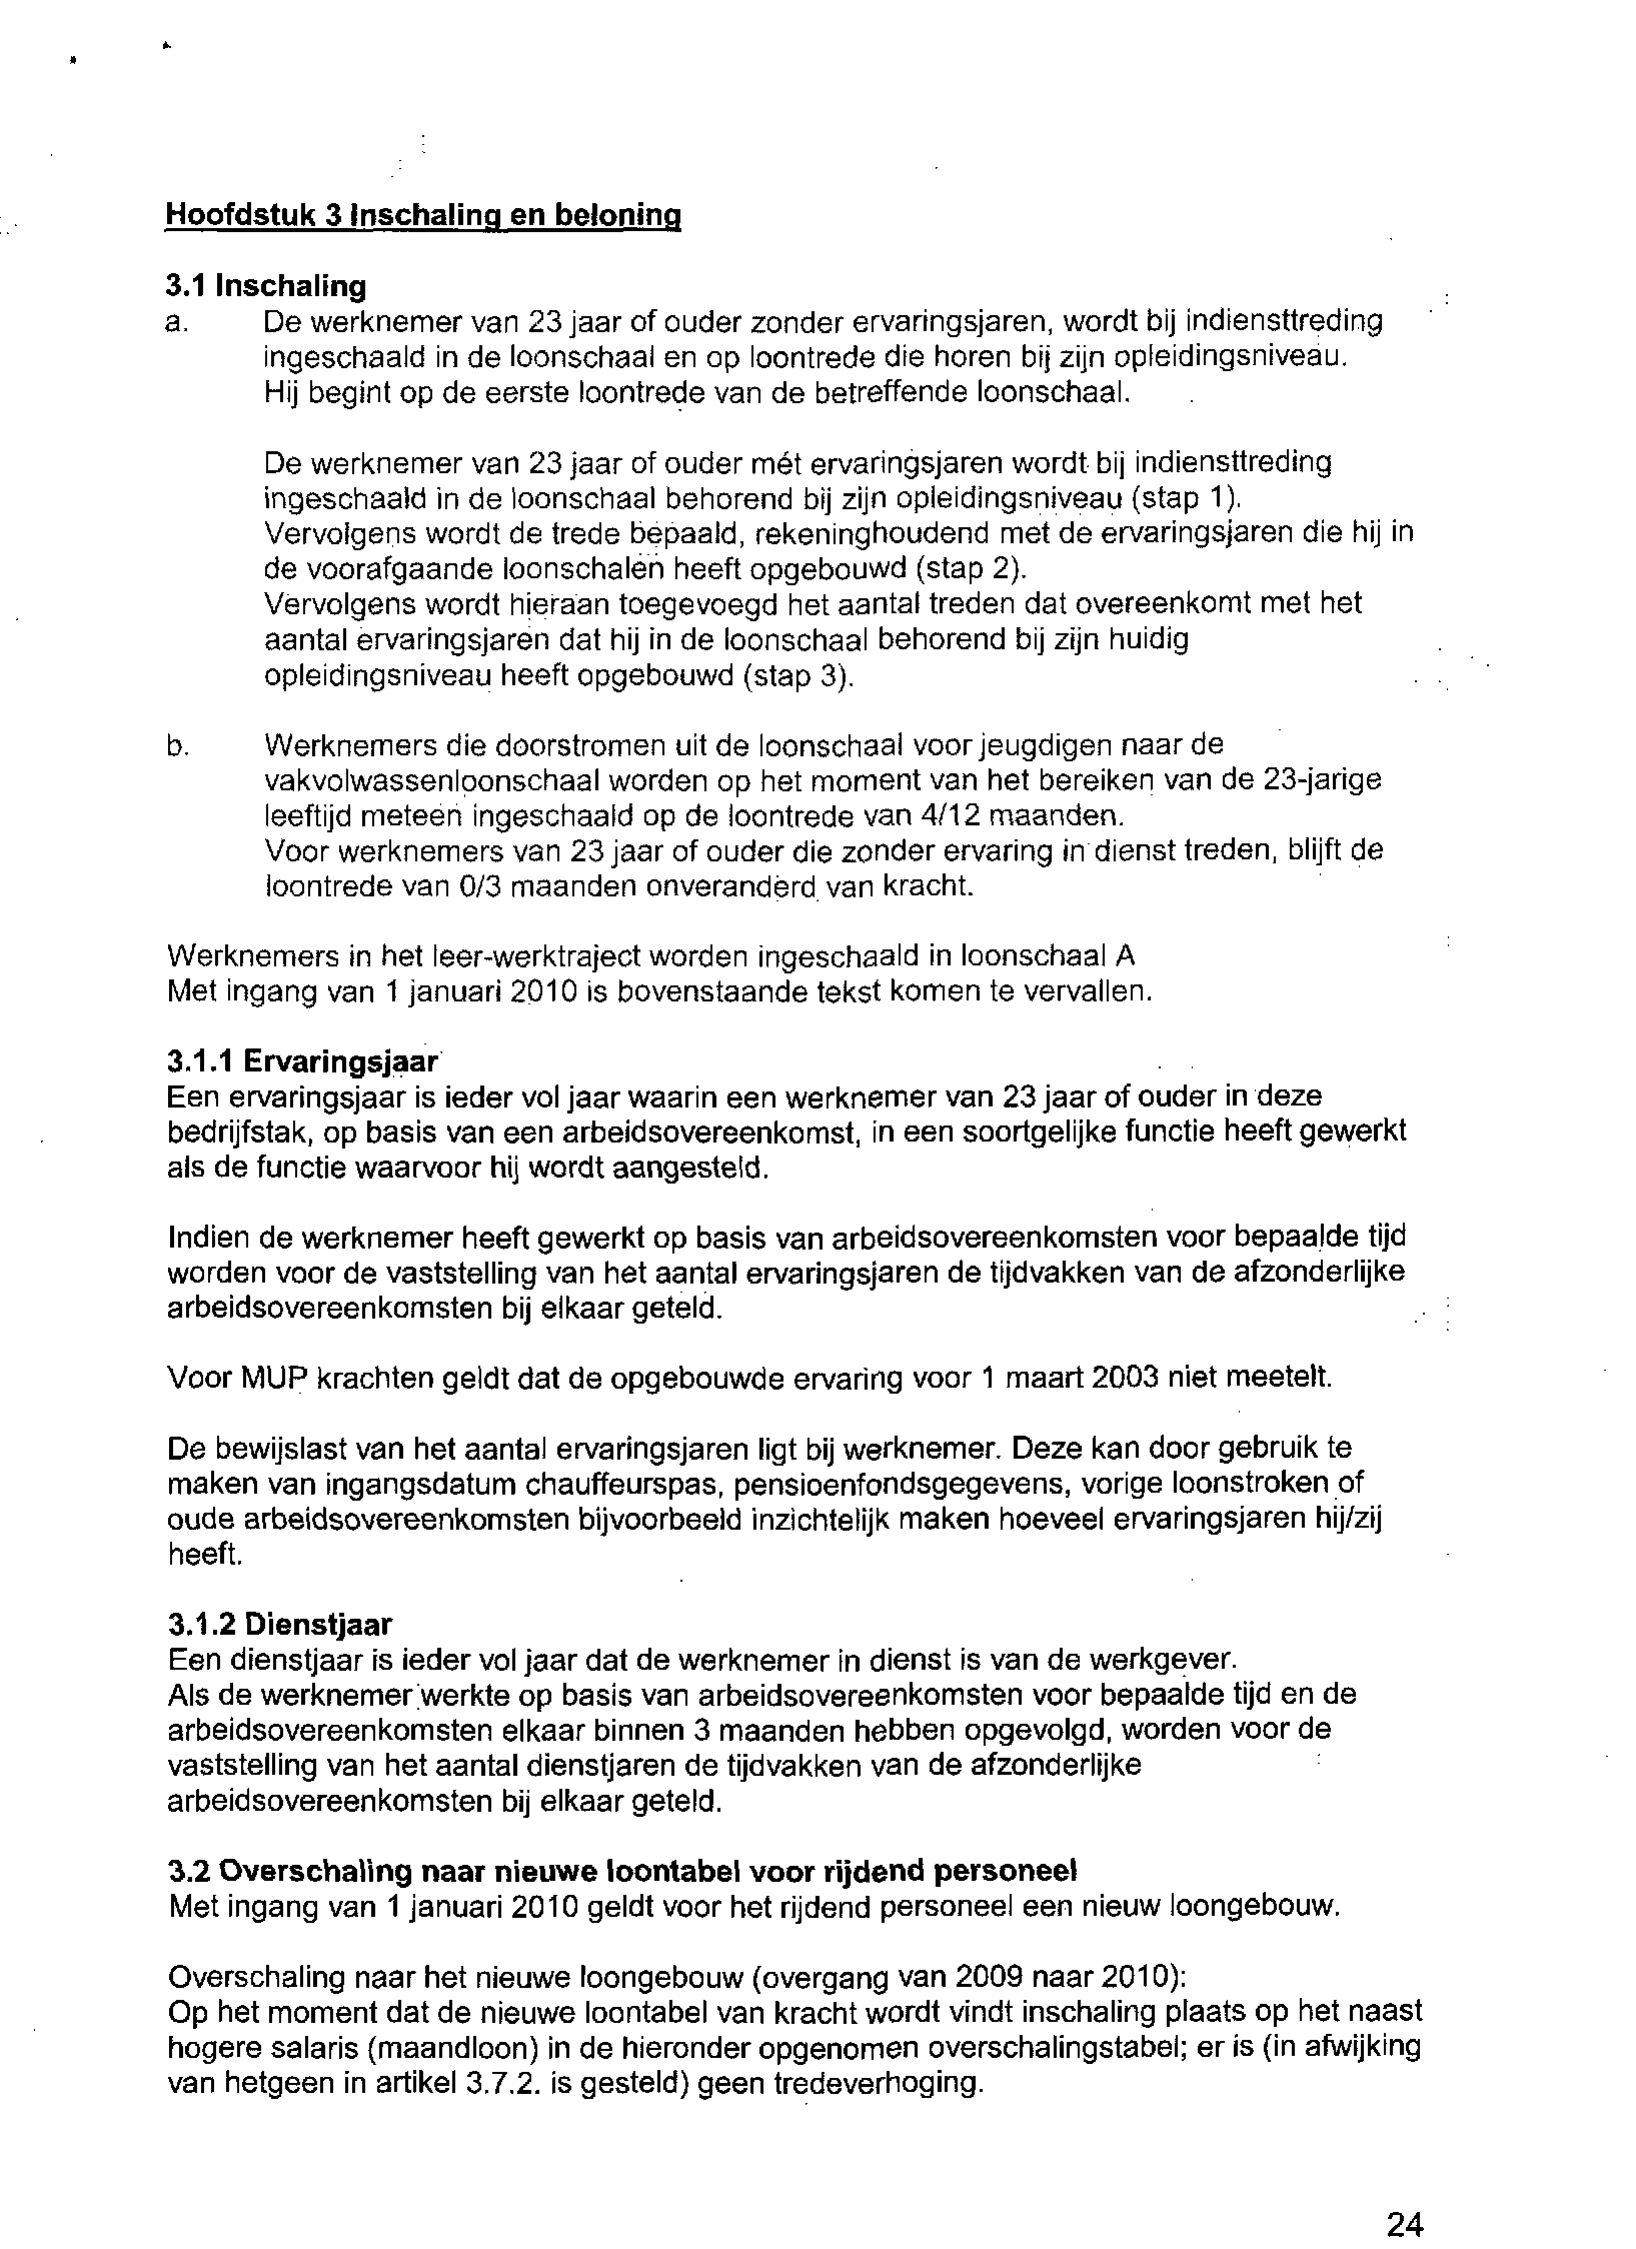 Hoofdstuk 3 Inschaling en beloning
3.1 Inschaling
a. De werknemer van 23 jaar of ouder zonder ervaringsjaren, wordt bij indiensttreding
ingeschaald in de loonschaal en op loontrede die horen bij zijn opleidingsniveau.
Hij begint op de eerste loontrede van de betreffende loonschaal.
De werknemer van 23 jaar of ouder mét ervaringsjaren wordt bij indiensttreding
ingeschaald in de loonschaal behorend bij zijn opleidingsniveau (stap 1).
Vervolgens wordt de trede bepaald, rekeninghoudend met de ervaringsjaren die hij in
de voorafgaande loonschalen heeft opgebouwd (stap 2).
Vervolgens wordt hieraan toegevoegd het aantal treden dat overeenkomt met het
aantal ervaringsjaren dat hij in de loonschaal behorend bij zijn huidig
opleidingsniveau heeft opgebouwd (stap 3).
b. Werknemers die doorstromen uit de loonschaal voor jeugdigen naar de
vakvolwassenloonschaal worden op het moment van het bereiken van de 23-jarige
leeftijd meteen ingeschaald op de loontrede van 4/12 maanden.
Voor werknemers van 23 jaar of ouder die zonder ervaring in dienst treden, blijft de
loontrede van 0/3 maanden onveranderd van kracht.
Werknemers in het leer-werktraject worden ingeschaald in loonschaal A
Met ingang van 1 januari 2010 is bovenstaande tekst komen te vervallen.
3.1.1 Ervaringsjaar
Een ervaringsjaar is ieder vol jaar waarin een werknemer van 23 jaar of ouder in deze
bedrijfstak, op basis van een arbeidsovereenkomst, in een soortgelijke functie heeft gewerkt
als de functie waarvoor hij wordt aangesteld.
Indien de werknemer heeft gewerkt op basis van arbeidsovereenkomsten voor bepaalde tijd
worden voor de vaststelling van het aantal ervaringsjaren de tijdvakken van de afzonderlijke
arbeidsovereenkomsten bij elkaar geteld.
Voor MUP krachten geldt dat de opgebouwde ervaring voor 1 maart 2003 niet meetelt.
De bewijslast van het aantal ervaringsjaren ligt bij werknemer. Deze kan door gebruik te
maken van ingangsdatum chauffeurspas, pensioenfondsgegevens, vorige loonstroken of
oude arbeidsovereenkomsten bijvoorbeeld inzichtelijk maken hoeveel ervaringsjaren hij/zij
heeft.
3.1.2 Dienstjaar
Een dienstjaar is ieder vol jaar dat de werknemer in dienst is van de werkgever.
Als de werknemer werkte op basis van arbeidsovereenkomsten voor bepaalde tijd en de
arbeidsovereenkomsten elkaar binnen 3 maanden hebben opgevolgd, worden voor de
vaststelling van het aantal dienstjaren de tijdvakken van de afzonderlijke
arbeidsovereenkomsten bij elkaar geteld.
3.2 Overschaling naar nieuwe loontabel voor rijdend personeel
Met ingang van 1 januari 2010 geldt voor het rijdend personeel een nieuw loongebouw.
Overschaling naar het nieuwe loongebouw (overgang van 2009 naar 2010):
Op het moment dat de nieuwe loontabel van kracht wordt vindt inschaling plaats op het naast
hogere salaris (maandloon) in de hieronder opgenomen overschalingstabel; er is (in afwijking
van hetgeen in artikel 3.7.2. is gesteld) geen tredeverhoging.
24